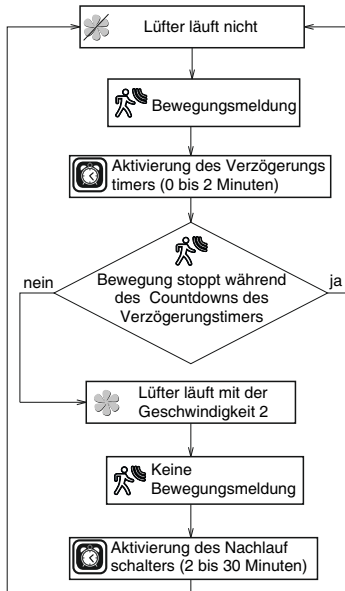 Lüfter läuft nicht
Bewegungsmeldung
Aktivierung des Verzögerungs
timers (0 bis 2 Minuten)
nein
ja
Bewegung stoppt während
des Countdowns des
Verzögerungstimers
Lüfter läuft mit der
Geschwindigkeit 2
Keine
Bewegungsmeldung
Aktivierung des Nachlauf
schalters (2 bis 30 Minuten)